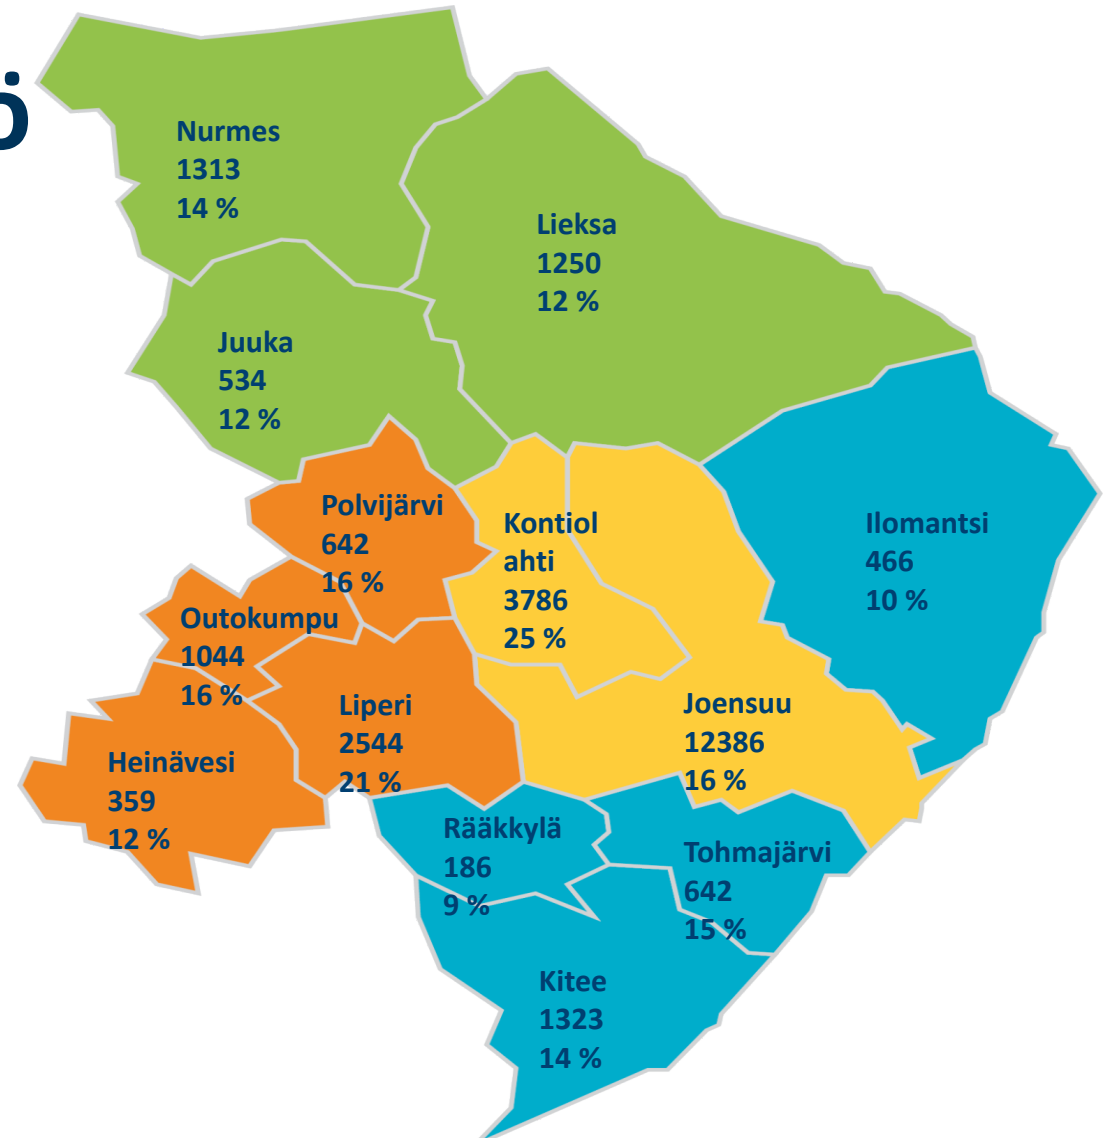 Ö
Nurmes
1313
14 %
Lieksa
1250
12 %
Juuka
534
12 %
Polvijärvi
642
16 %
Kontiol
ahti
3786
25 %
Ilomantsi
466
10 %
Outokumpu
1044
16 %
Liperi
2544
21 %
Joensuu
12386
16 %
Heinävesi
359
12 %
Rääkkylä
186
9 %
Tohmajärvi
642
15 %
Kitee
1323
14 %